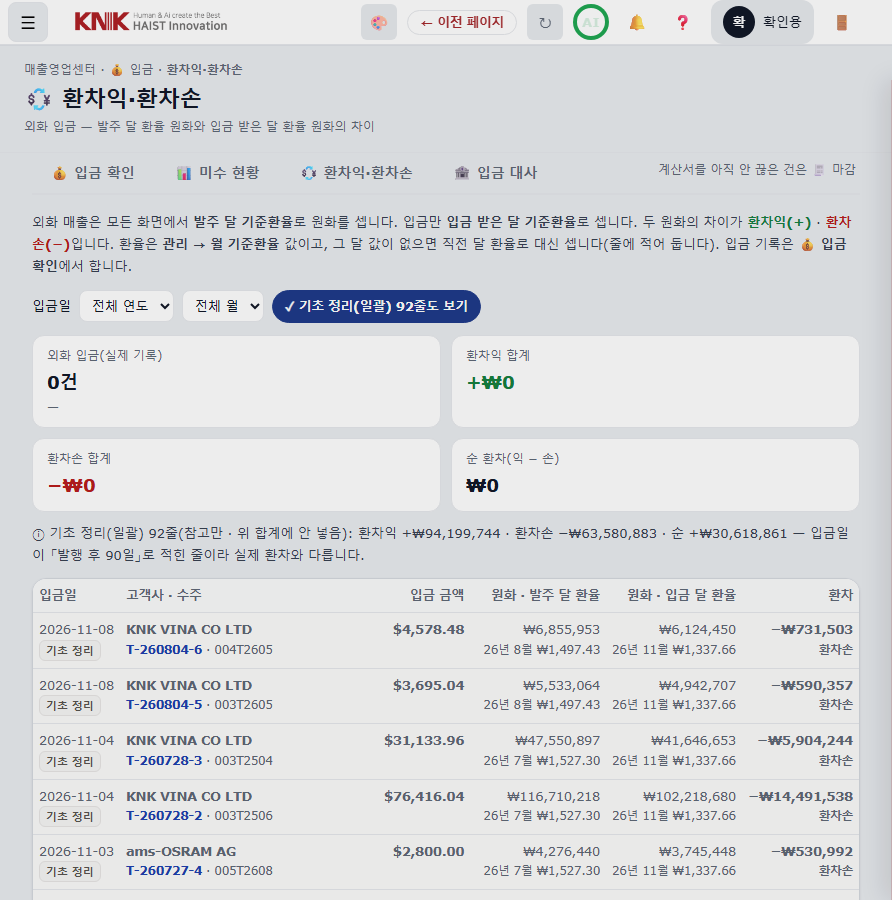 ☰ KNK Human & AI create the Best
HAIST Innovation
← 이전 페이지 ↻ AI ? 확 확인용
매출영업센터 · 💰 입금 · 환차익·환차손
💱 환차익·환차손
외화 입금 — 발주 달 환율 원화와 입금 받은 달 환율 원화의 차이
💰 입금 확인 📊 미수 현황 💱 환차익·환차손 🏦 입금 대사 계산서를 아직 안 끊은 건은 🧾 마감
외화 매출은 모든 화면에서 발주 달 기준환율로 원화를 셉니다. 입금만 입금 받은 달 기준환율로 셉니다. 두 원화의 차이가 환차익(+) · 환차
손(−)입니다. 환율은 관리 → 월 기준환율 값이고, 그 달 값이 없으면 직전 달 환율로 대신 셉니다(줄에 적어 둡니다). 입금 기록은 💰 입금
확인에서 합니다.
입금일 전체 연도 전체 월 ✓ 기초 정리(일괄) 92줄도 보기
외화 입금(실제 기록)
0건
—
환차익 합계
+₩0
환차손 합계
−₩0
순 환차(익 − 손)
₩0
ⓘ 기초 정리(일괄) 92줄(참고만 · 위 합계에 안 넣음): 환차익 +₩94,199,744 · 환차손 −₩63,580,883 · 순 +₩30,618,861 — 입금일
이 「발행 후 90일」로 적힌 줄이라 실제 환차와 다릅니다.
입금일 고객사 · 수주 입금 금액 원화 · 발주 달 환율 원화 · 입금 달 환율 환차
2026-11-08 KNK VINA CO LTD $4,578.48 ₩6,855,953 ₩6,124,450 −₩731,503
기초 정리 T-260804-6 · 004T2605 26년 8월 ₩1,497.43 26년 11월 ₩1,337.66 환차손
2026-11-08 KNK VINA CO LTD $3,695.04 ₩5,533,064 ₩4,942,707 −₩590,357
기초 정리 T-260804-5 · 003T2605 26년 8월 ₩1,497.43 26년 11월 ₩1,337.66 환차손
2026-11-04 KNK VINA CO LTD $31,133.96 ₩47,550,897 ₩41,646,653 −₩5,904,244
기초 정리 T-260728-3 · 003T2504 26년 7월 ₩1,527.30 26년 11월 ₩1,337.66 환차손
2026-11-04 KNK VINA CO LTD $76,416.04 ₩116,710,218 ₩102,218,680 −₩14,491,538
기초 정리 T-260728-2 · 003T2506 26년 7월 ₩1,527.30 26년 11월 ₩1,337.66 환차손
2026-11-03 ams-OSRAM AG $2,800.00 ₩4,276,440 ₩3,745,448 −₩530,992
기초 정리 T-260727-4 · 005T2608 26년 7월 ₩1,527.30 26년 11월 ₩1,337.66 환차손